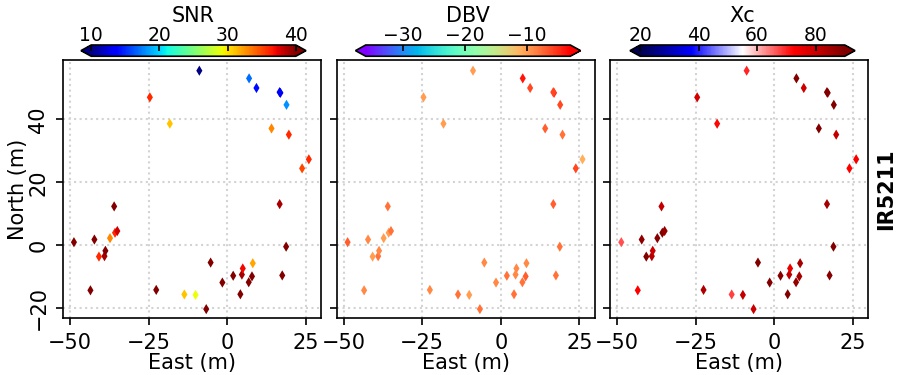 SNR DBV Xc
10 20 30 40 −30 −20 −10 20 40 60 80
North (m)
40
20
0
−20
−50 −25 0 25 −50 −25 0 25 −50 −25 0 25
East (m) East (m) East (m)
IR5211